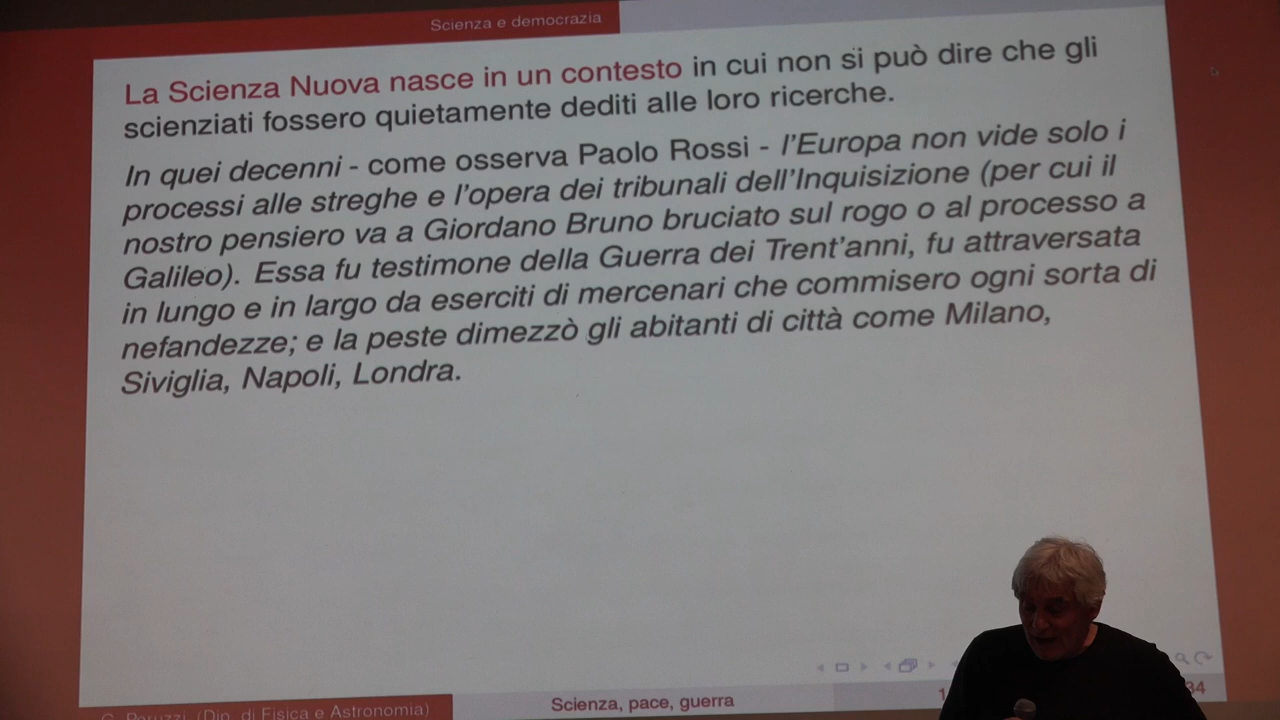 Scienza e democrazia
La Scienza Nuova nasce in un contesto in cui non si può dire che gli
scienziati fossero quietamente dediti alle loro ricerche.
In quei decenni - come osserva Paolo Rossi - l'Europa non vide solo i
processi alle streghe e l'opera dei tribunali dell'Inquisizione (per cui il
nostro pensiero va a Giordano Bruno bruciato sul rogo o al processo a
Galileo). Essa fu testimone della Guerra dei Trent'anni, fu attraversata
in lungo e in largo da eserciti di mercenari che commisero ogni sorta di
nefandezze; e la peste dimezzò gli abitanti di città come Milano,
Siviglia, Napoli, Londra.
G. Peruzzi (Dip. di Fisica e Astronomia)
Scienza, pace, guerra